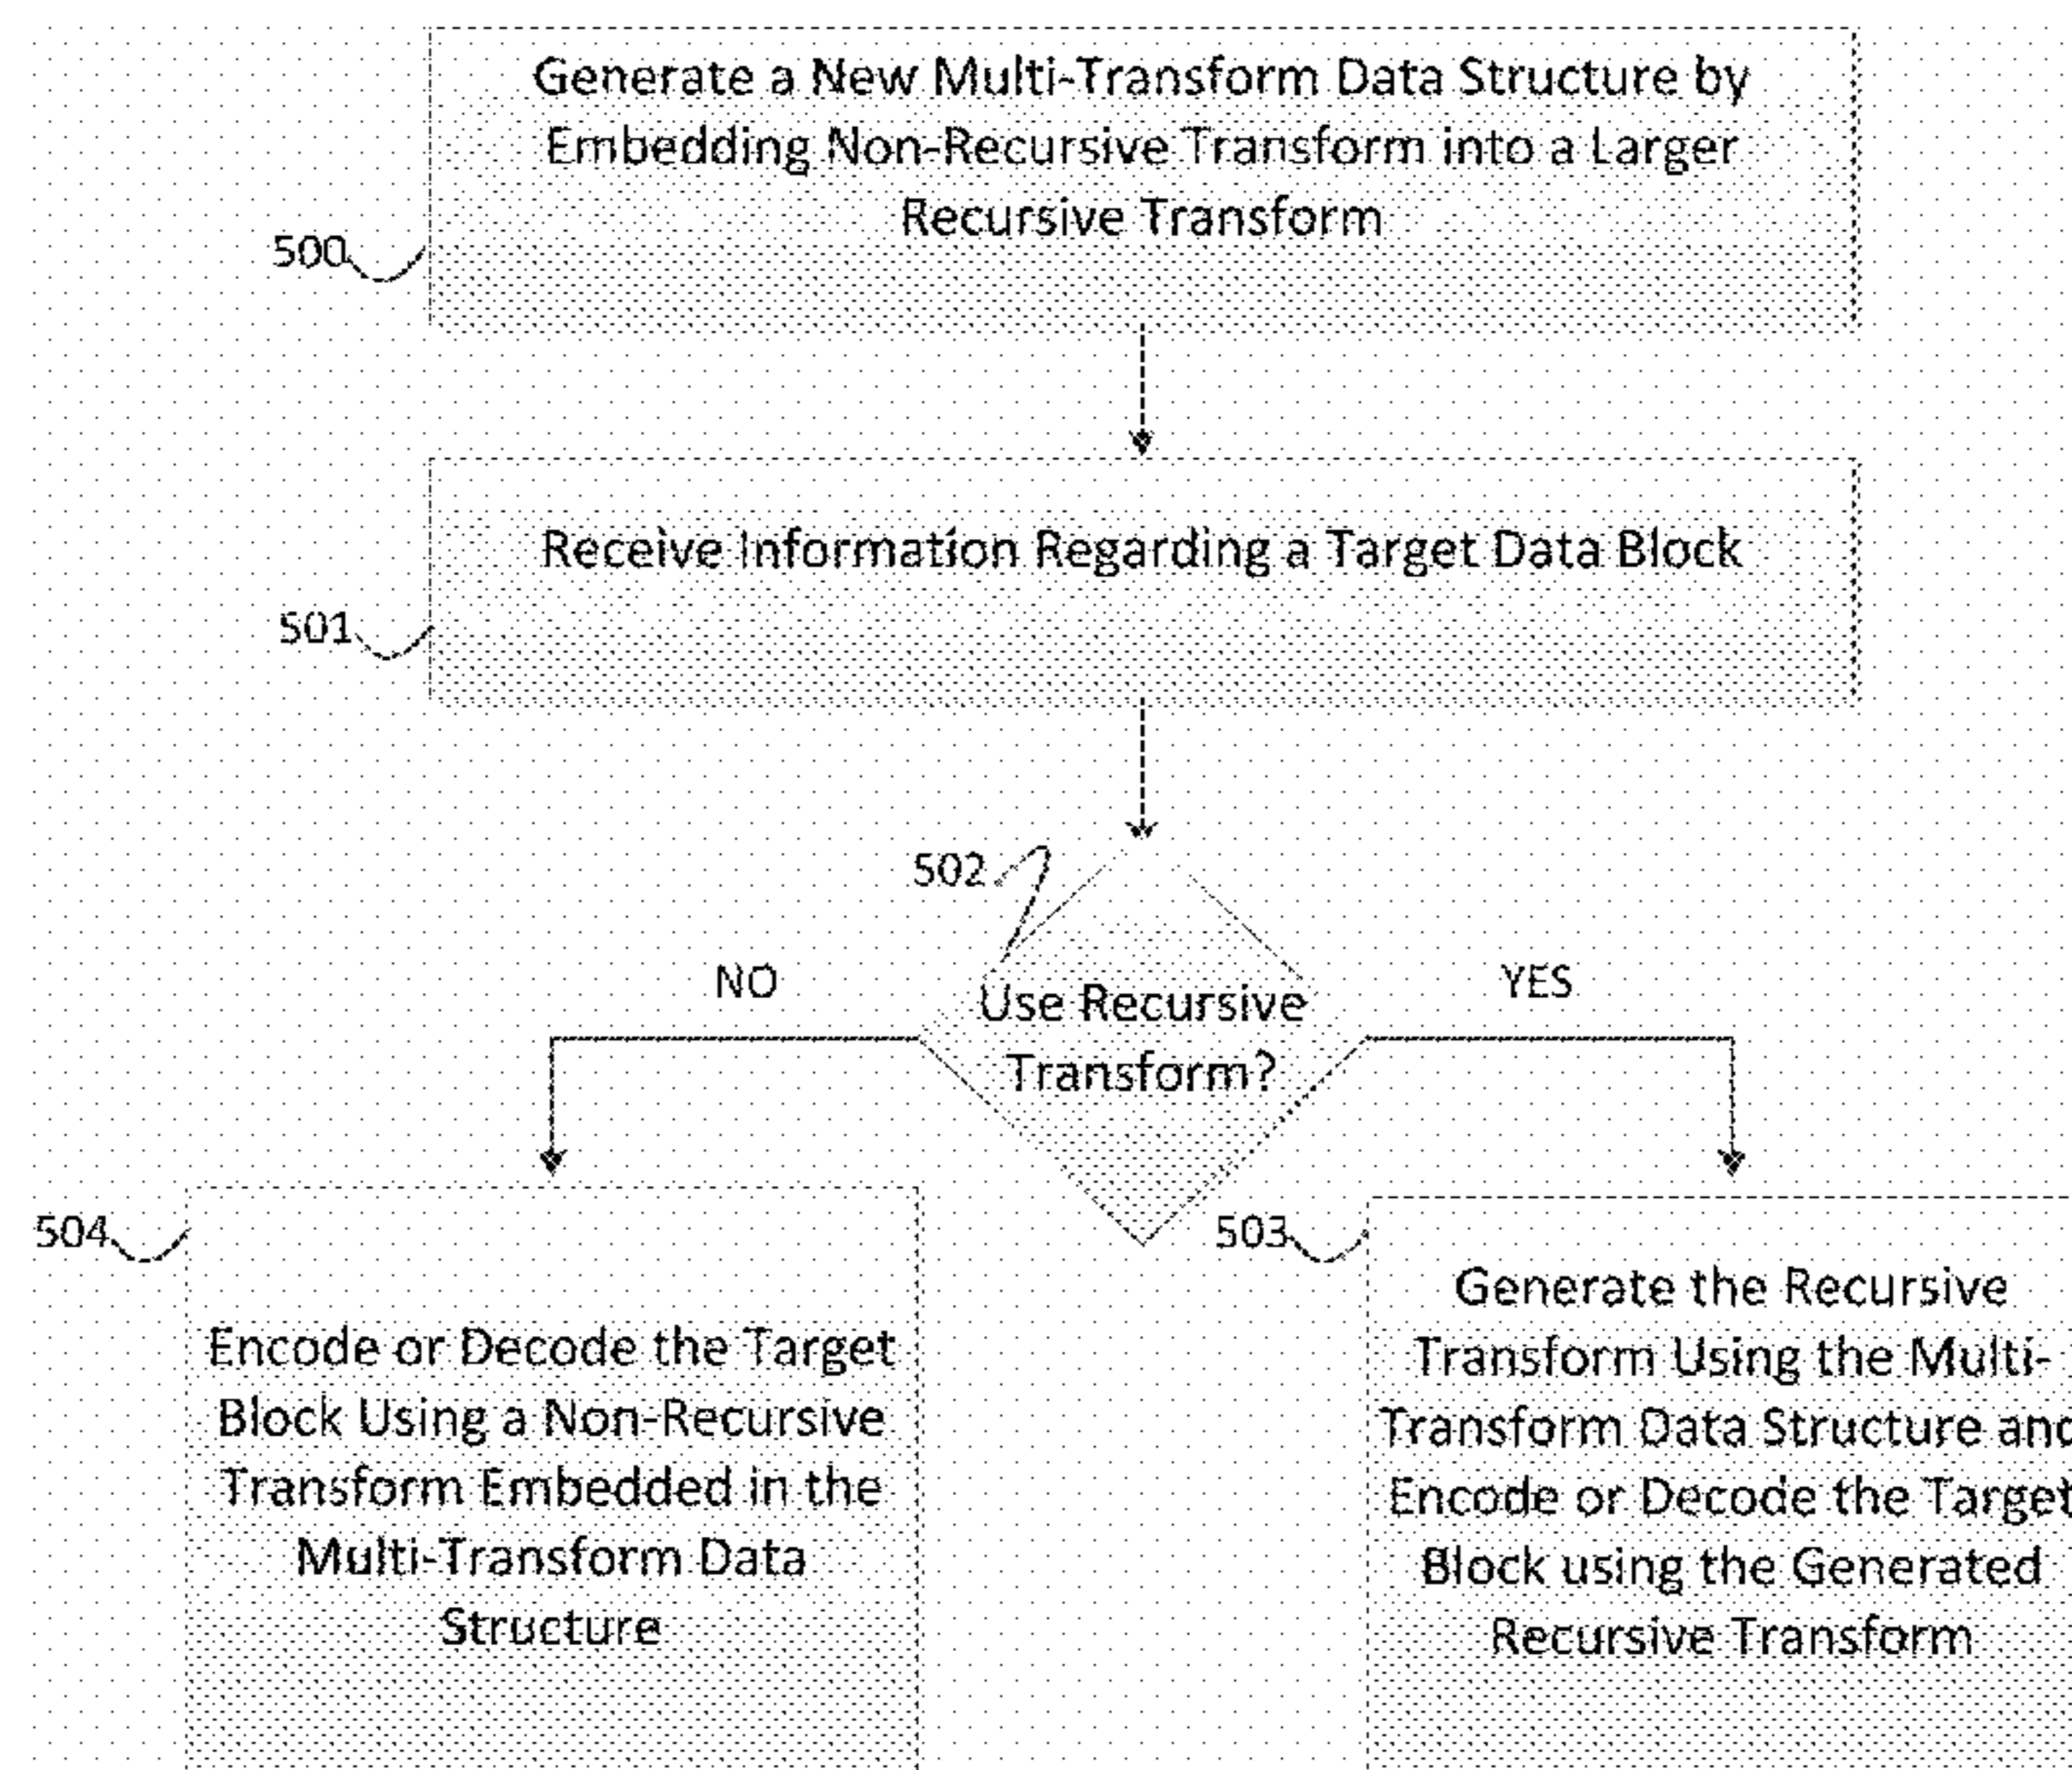 Generate a New Multi-Transform Data Structure by
Embedding Non-Recursive Transform into a Larger
Recursive Transform
500
Receive Information Regarding a Target Data Block
501
502
NO
YES
Use Recursive
Transform?
504
Encode or Decode the Target
Block Using a Non-Recursive
Transform Embedded in the
Multi-Transform Data
Structure
503
Generate the Recursive
Transform Using the Multi-
Transform Data Structure and
Encode or Decode the Target
Block using the Generated
Recursive Transform